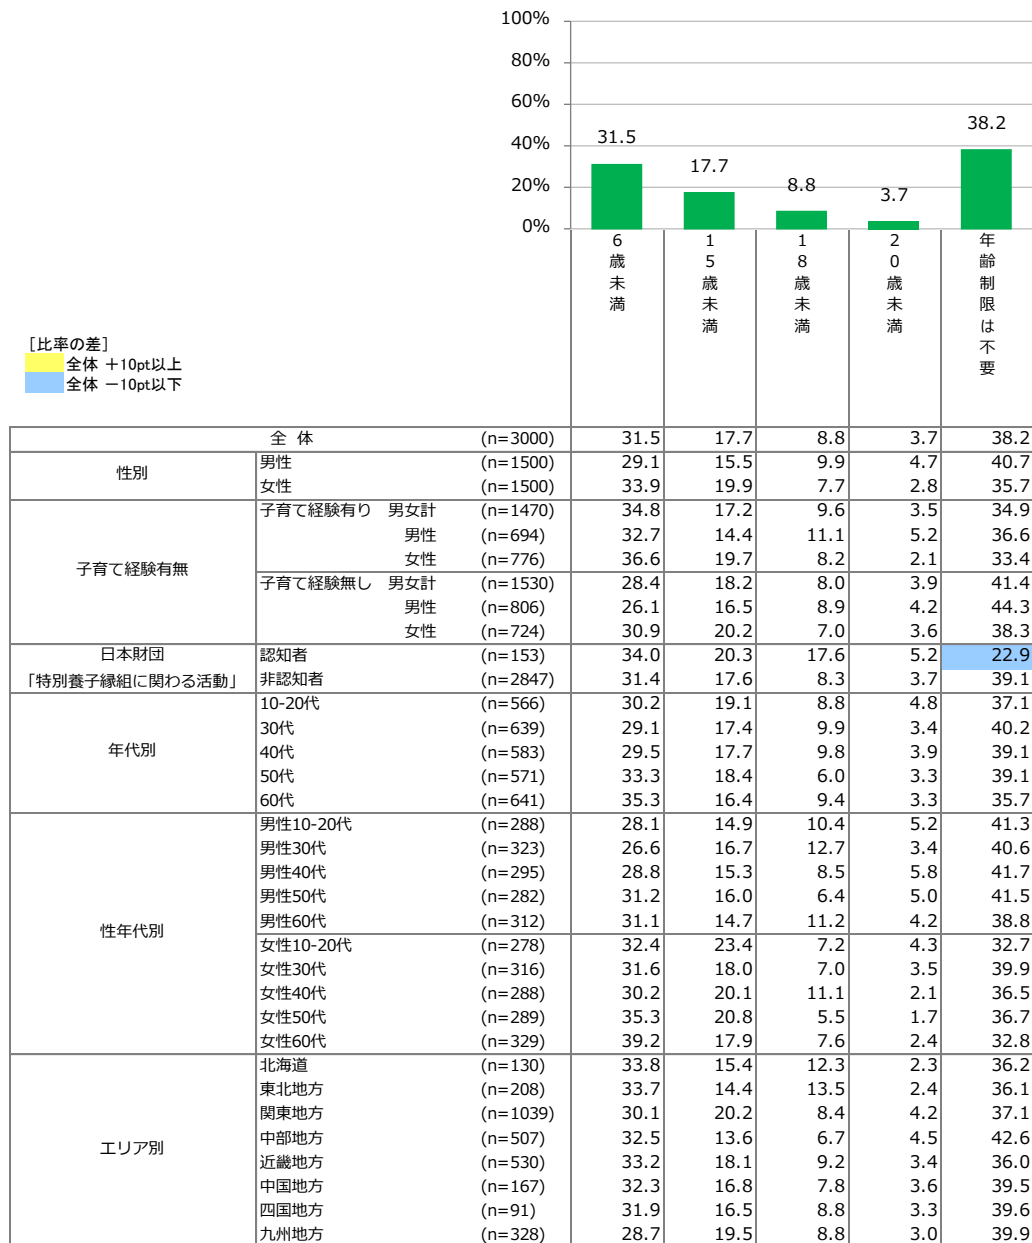 100%
80%
60%
40%
20%
0%
31.5
17.7
8.8
3.7
38.2
6歳未満
15歳未満
18歳未満
20歳未満
年齢制限は不要
[比率の差]
全体 +10pt以上
全体 -10pt以下
全 体 (n=3000) 31.5 17.7 8.8 3.7 38.2
性別
男性 (n=1500) 29.1 15.5 9.9 4.7 40.7
女性 (n=1500) 33.9 19.9 7.7 2.8 35.7
子育て経験有無
子育て経験有り 男女計 (n=1470) 34.8 17.2 9.6 3.5 34.9
男性 (n=694) 32.7 14.4 11.1 5.2 36.6
女性 (n=776) 36.6 19.7 8.2 2.1 33.4
子育て経験無し 男女計 (n=1530) 28.4 18.2 8.0 3.9 41.4
男性 (n=806) 26.1 16.5 8.9 4.2 44.3
女性 (n=724) 30.9 20.2 7.0 3.6 38.3
日本財団
「特別養子縁組に関わる活動」
認知者 (n=153) 34.0 20.3 17.6 5.2 22.9
非認知者 (n=2847) 31.4 17.6 8.3 3.7 39.1
年代別
10-20代 (n=566) 30.2 19.1 8.8 4.8 37.1
30代 (n=639) 29.1 17.4 9.9 3.4 40.2
40代 (n=583) 29.5 17.7 9.8 3.9 39.1
50代 (n=571) 33.3 18.4 6.0 3.3 39.1
60代 (n=641) 35.3 16.4 9.4 3.3 35.7
性年代別
男性10-20代 (n=288) 28.1 14.9 10.4 5.2 41.3
男性30代 (n=323) 26.6 16.7 12.7 3.4 40.6
男性40代 (n=295) 28.8 15.3 8.5 5.8 41.7
男性50代 (n=282) 31.2 16.0 6.4 5.0 41.5
男性60代 (n=312) 31.1 14.7 11.2 4.2 38.8
女性10-20代 (n=278) 32.4 23.4 7.2 4.3 32.7
女性30代 (n=316) 31.6 18.0 7.0 3.5 39.9
女性40代 (n=288) 30.2 20.1 11.1 2.1 36.5
女性50代 (n=289) 35.3 20.8 5.5 1.7 36.7
女性60代 (n=329) 39.2 17.9 7.6 2.4 32.8
エリア別
北海道 (n=130) 33.8 15.4 12.3 2.3 36.2
東北地方 (n=208) 33.7 14.4 13.5 2.4 36.1
関東地方 (n=1039) 30.1 20.2 8.4 4.2 37.1
中部地方 (n=507) 32.5 13.6 6.7 4.5 42.6
近畿地方 (n=530) 33.2 18.1 9.2 3.4 36.0
中国地方 (n=167) 32.3 16.8 7.8 3.6 39.5
四国地方 (n=91) 31.9 16.5 8.8 3.3 39.6
九州地方 (n=328) 28.7 19.5 8.8 3.0 39.9